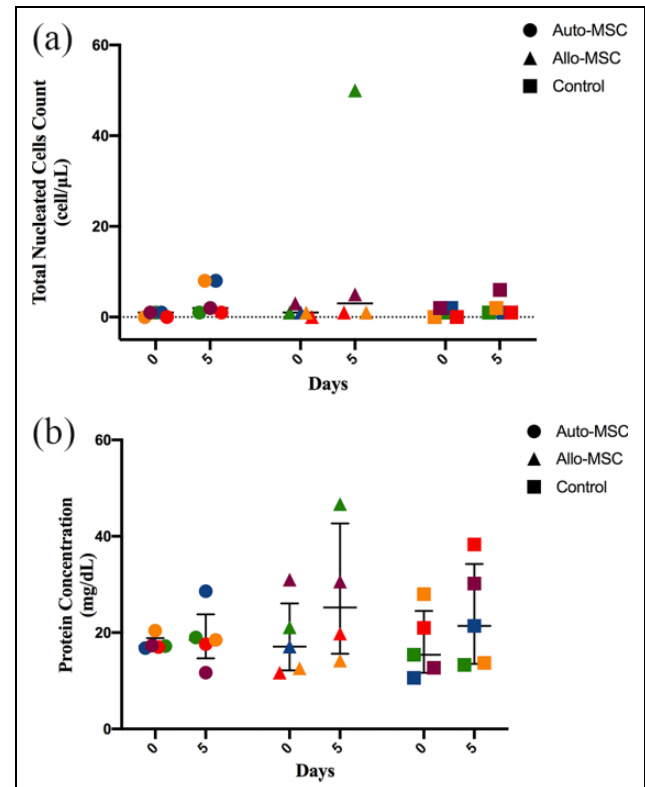 (a)
Auto-MSC
Allo-MSC
Control
Total Nucleated Cells Count
(cell/µL)
60
40
20
0
0
5
0
5
0
5
Days
(b)
Auto-MSC
Allo-MSC
Control
Protein Concentration
(mg/dL)
60
40
20
0
0
5
0
5
0
5
Days